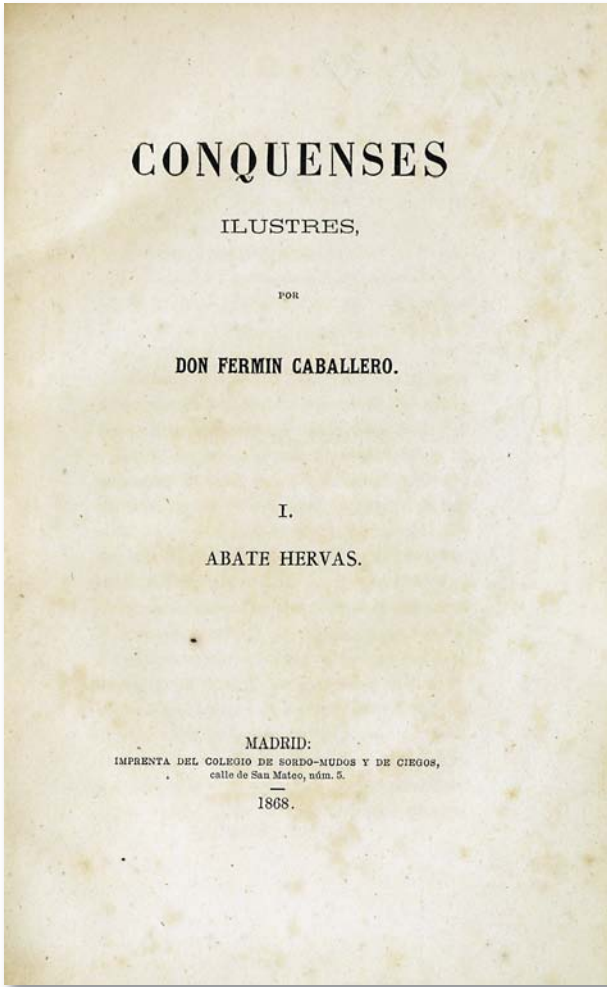 CONQUENSES
ILUSTRES,
POR
DON FERMIN CABALLERO.
I.
ABATE HERVAS.
MADRID:
IMPRENTA DEL COLEGIO DE SORDO-MUDOS Y DE CIEGOS,
calle de San Mateo, núm. 5.
1868.